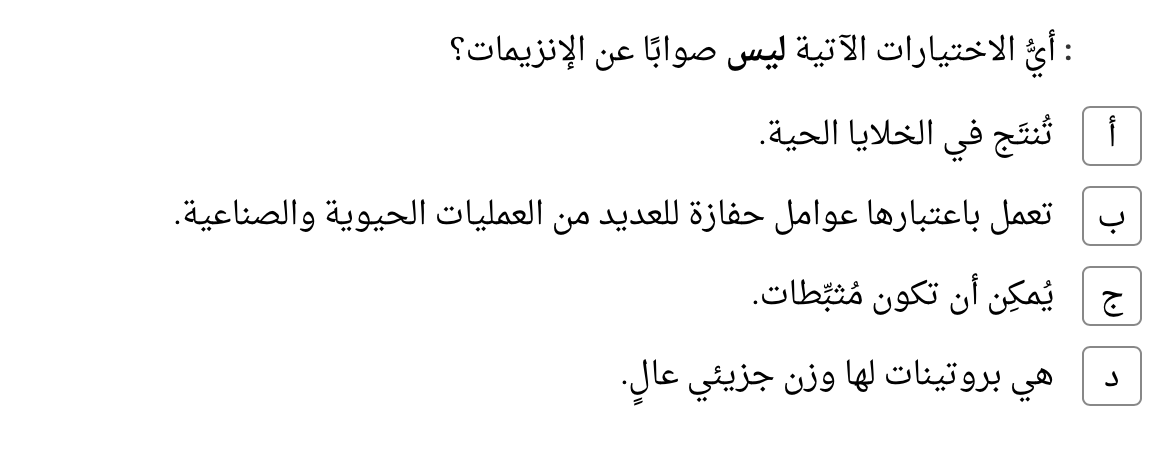 : أيُّ الاختيارات الآتية ليس صوابًا عن الإنزيمات؟
أ تُنتَج في الخلايا الحية.
ب تعمل باعتبارها عوامل حفازة للعديد من العمليات الحيوية والصناعية.
ج يُمكِن أن تكون مُثبِّطات.
د هي بروتينات لها وزن جزيئي عالٍ.